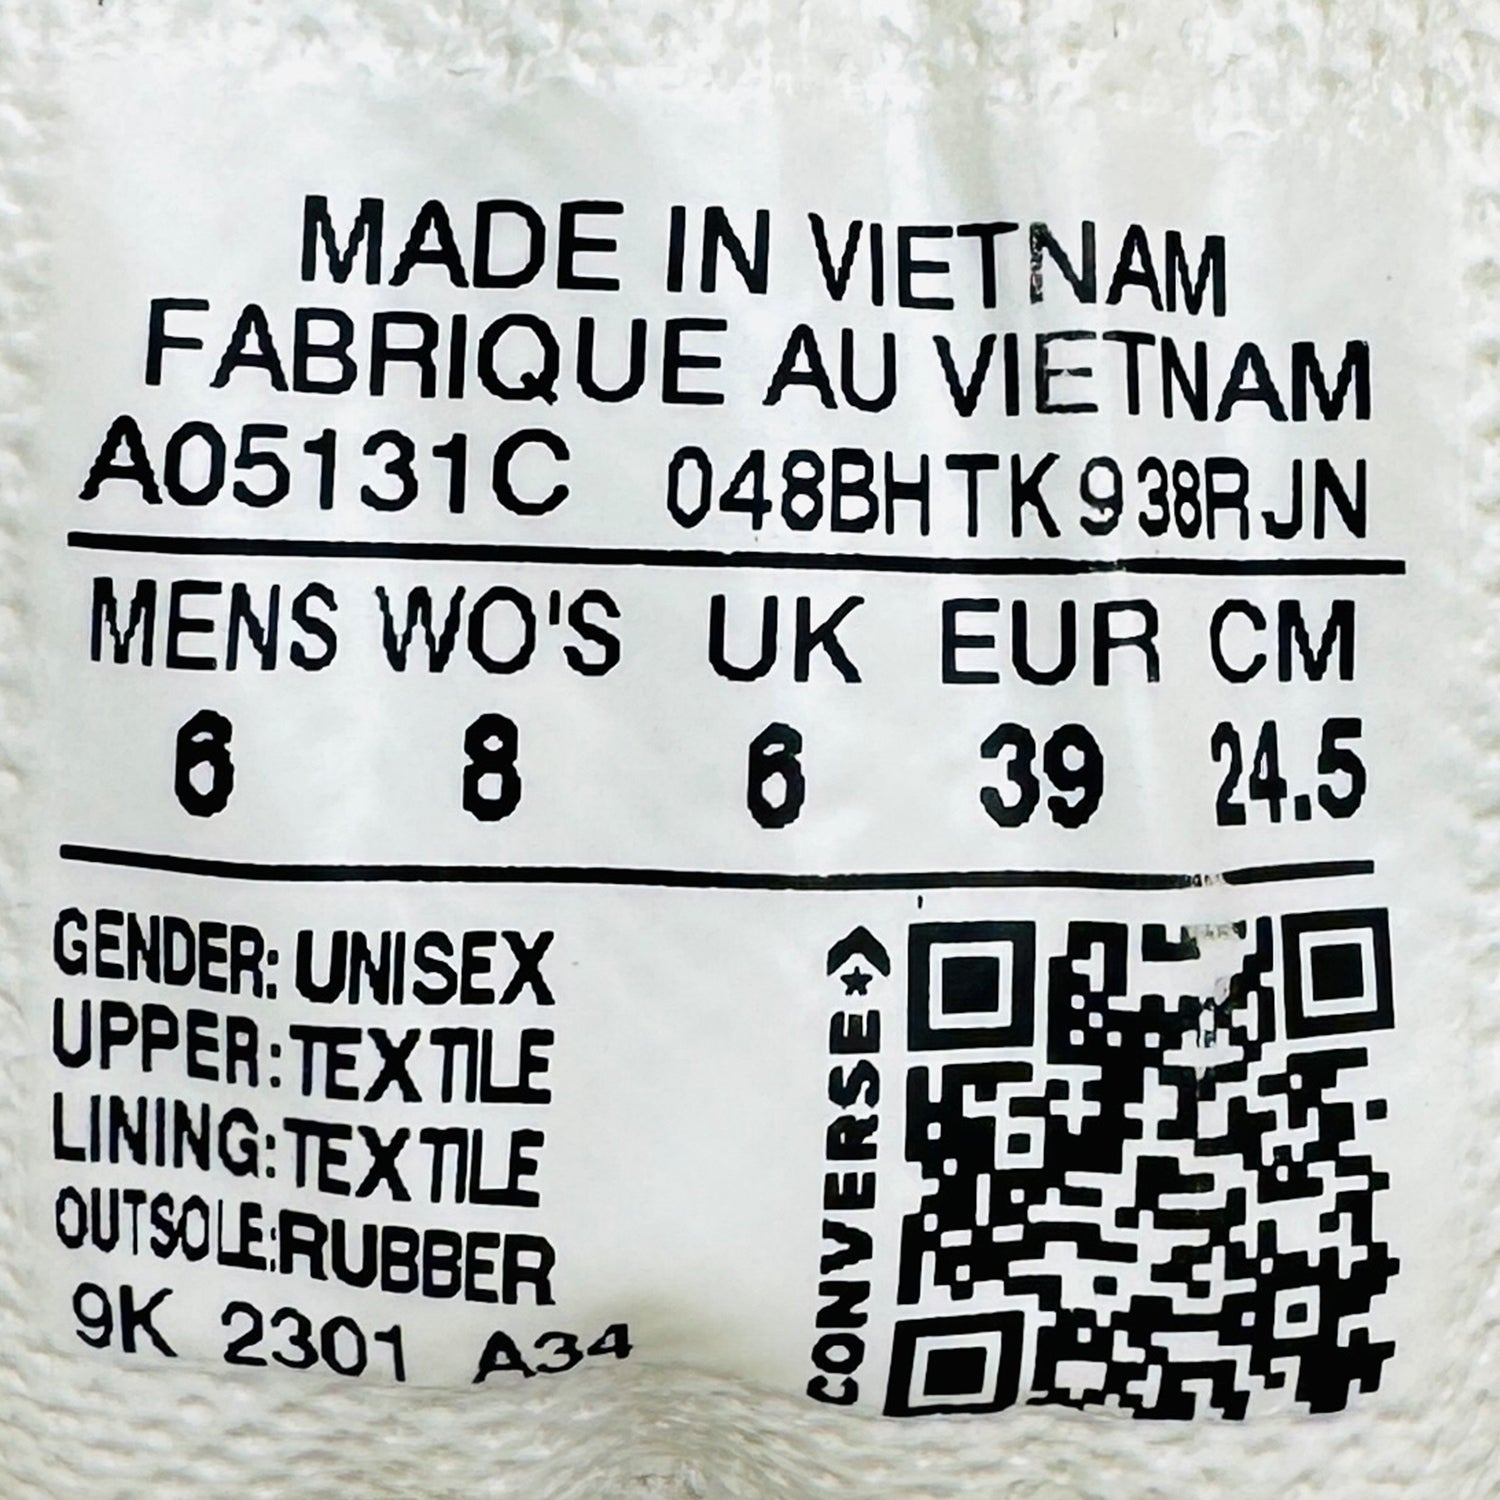 MADE IN VIETNAM
FABRIQUE AU VIETNAM
A05131C 048BHTK938RJN
MENS WO'S UK EUR CM
6 8 6 39 24.5
GENDER: UNISEX
UPPER: TEXTILE
LINING: TEXTILE
OUTSOLE:RUBBER
9K 2301 A34
CONVERSE